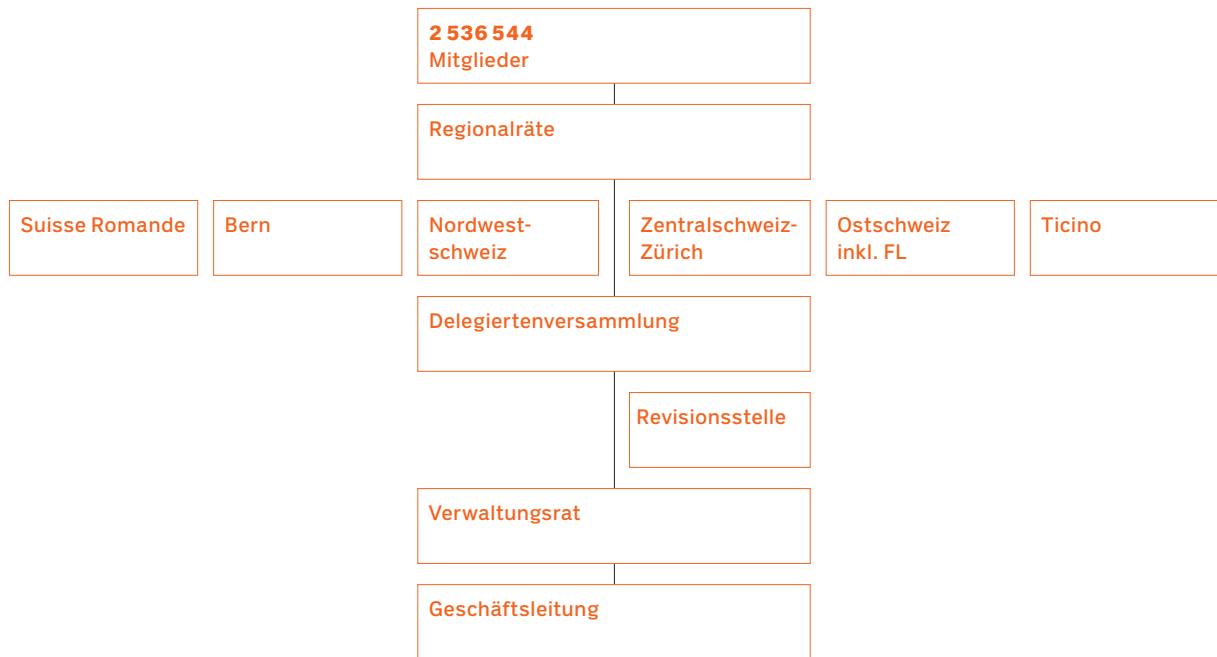 2 536 544
Mitglieder
Regionalräte
Suisse Romande
Bern
Nordwest-
schweiz
Zentralschweiz-
Zürich
Ostschweiz
inkl. FL
Ticino
Delegiertenversammlung
Revisionsstelle
Verwaltungsrat
Geschäftsleitung